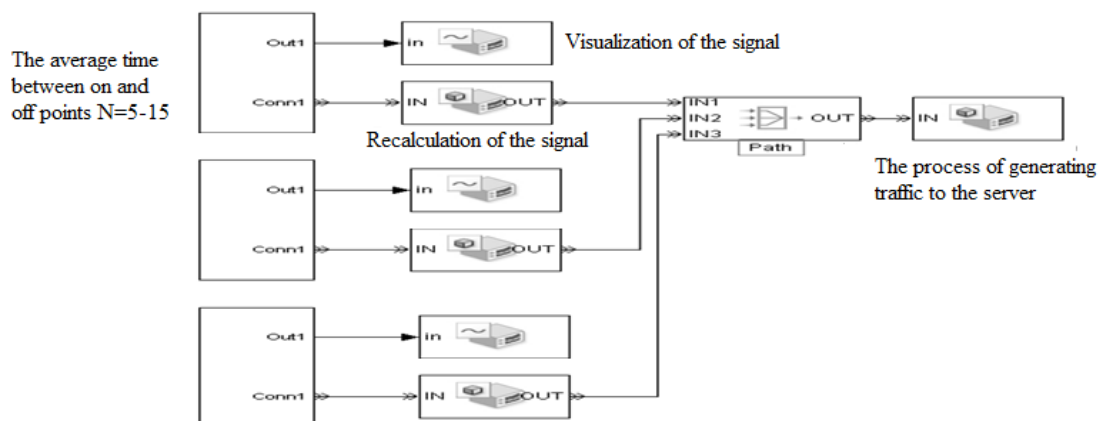 The average time
between on and
off points N=5-15
Out1
Conn1
in
Visualization of the signal
IN OUT
Recalculation of the signal
IN1
IN2
IN3
OUT
Path
IN
The process of generating
traffic to the server
Out1
Conn1
in
IN OUT
Out1
Conn1
in
IN OUT